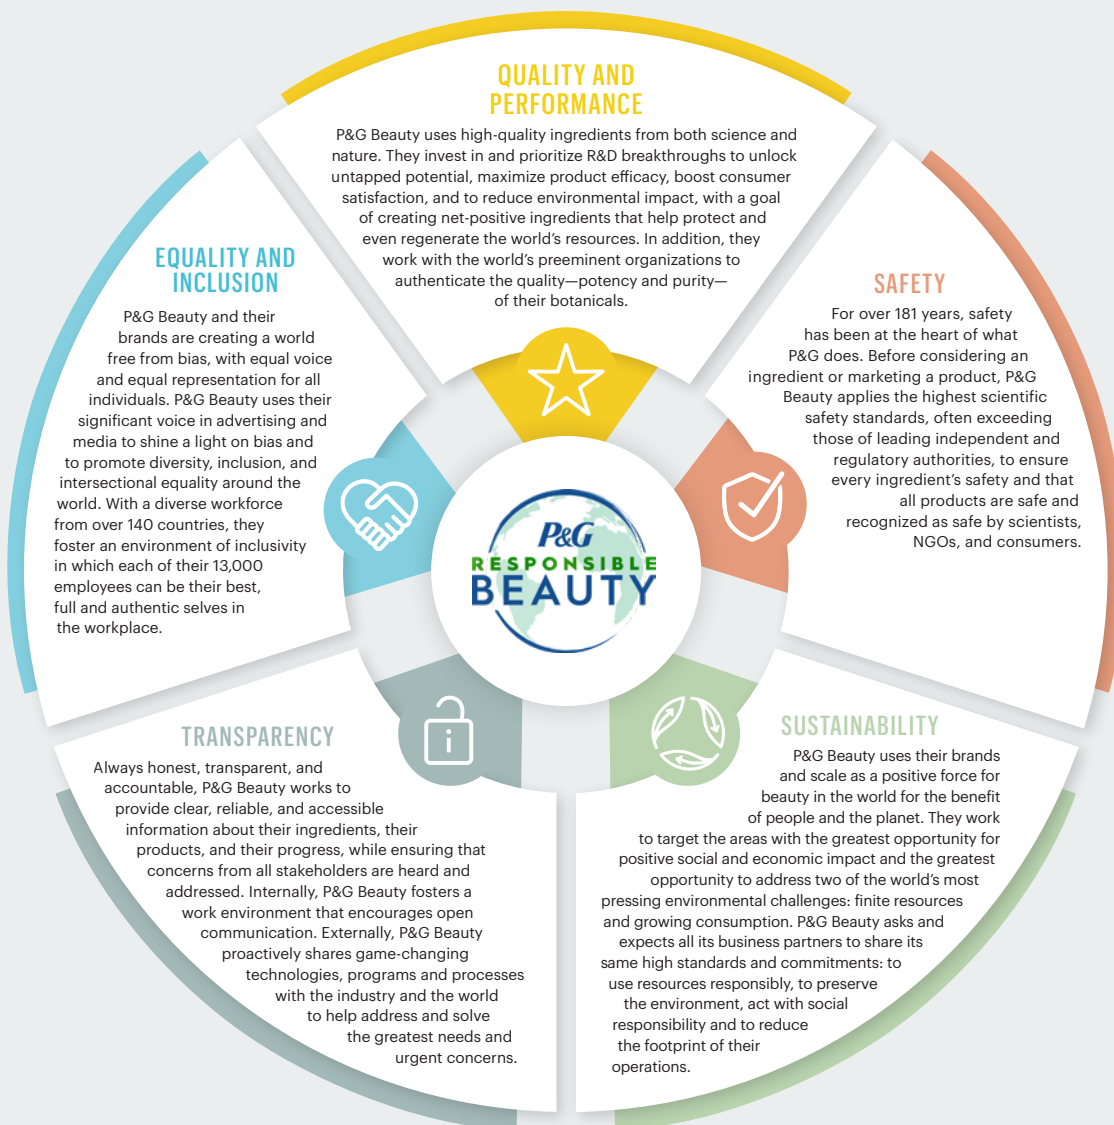 QUALITY AND
PERFORMANCE
P&G Beauty uses high-quality ingredients from both science and
nature. They invest in and prioritize R&D breakthroughs to unlock
untapped potential, maximize product efficacy, boost consumer
satisfaction, and to reduce environmental impact, with a goal
of creating net-positive ingredients that help protect and
even regenerate the world’s resources. In addition, they
work with the world’s preeminent organizations to
authenticate the quality—potency and purity—
of their botanicals.
SAFETY
For over 181 years, safety
has been at the heart of what
P&G does. Before considering an
ingredient or marketing a product, P&G
Beauty applies the highest scientific
safety standards, often exceeding
those of leading independent and
regulatory authorities, to ensure
every ingredient’s safety and that
all products are safe and
recognized as safe by scientists,
NGOs, and consumers.
SUSTAINABILITY
P&G Beauty uses their brands
and scale as a positive force for
beauty in the world for the benefit
of people and the planet. They work
to target the areas with the greatest opportunity for
positive social and economic impact and the greatest
opportunity to address two of the world’s most
pressing environmental challenges: finite resources
and growing consumption. P&G Beauty asks and
expects all its business partners to share its
same high standards and commitments: to
use resources responsibly, to preserve
the environment, act with social
responsibility and to reduce
the footprint of their
operations.
TRANSPARENCY
Always honest, transparent, and
accountable, P&G Beauty works to
provide clear, reliable, and accessible
information about their ingredients, their
products, and their progress, while ensuring that
concerns from all stakeholders are heard and
addressed. Internally, P&G Beauty fosters a
work environment that encourages open
communication. Externally, P&G Beauty
proactively shares game-changing
technologies, programs and processes
with the industry and the world
to help address and solve
the greatest needs and
urgent concerns.
EQUALITY AND
INCLUSION
P&G Beauty and their
brands are creating a world
free from bias, with equal voice
and equal representation for all
individuals. P&G Beauty uses their
significant voice in advertising and
media to shine a light on bias and
to promote diversity, inclusion, and
intersectional equality around the
world. With a diverse workforce
from over 140 countries, they
foster an environment of inclusivity
in which each of their 13,000
employees can be their best,
full and authentic selves in
the workplace.
P&G
RESPONSIBLE
BEAUTY
i